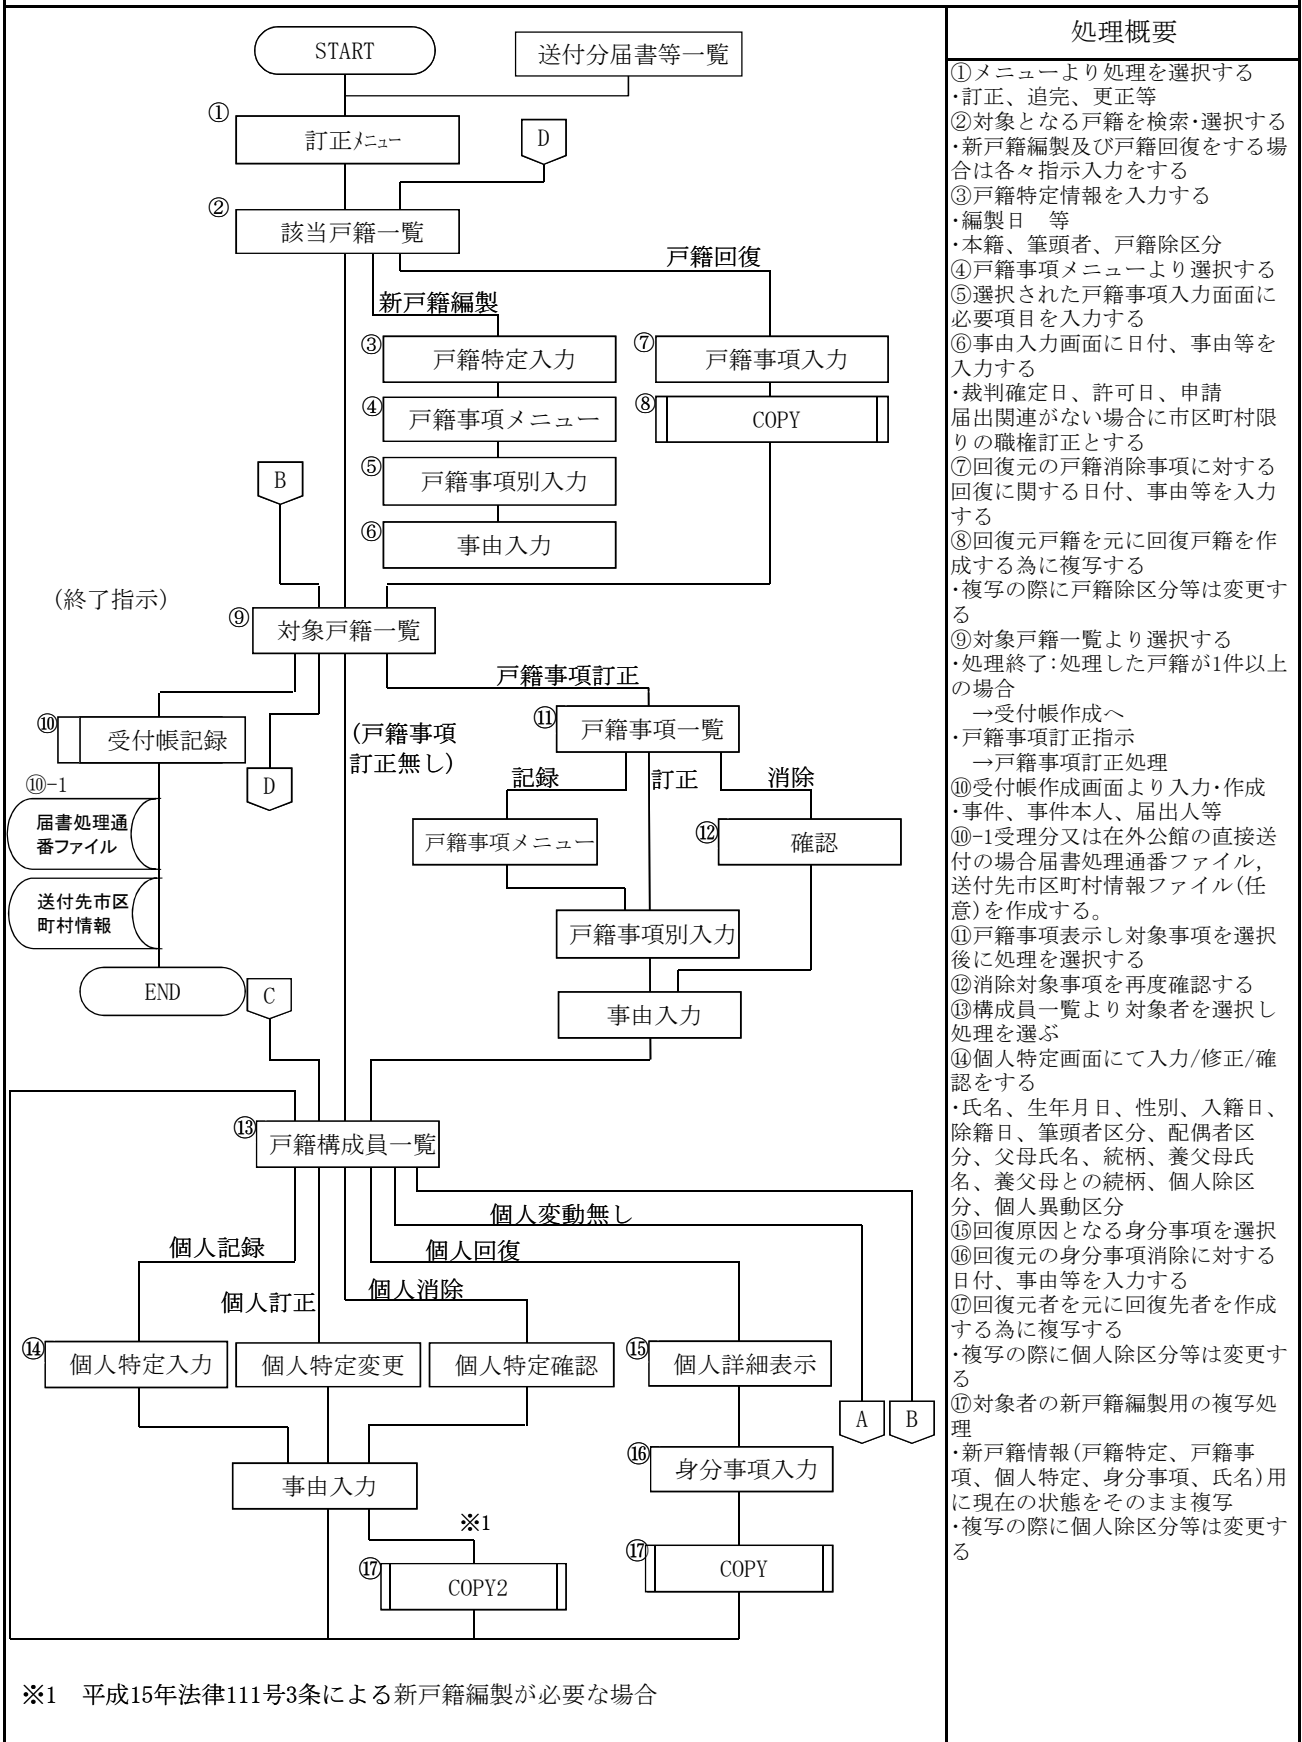 START
送付分届書等一覧
①
訂正メニュー
D
②
該当戸籍一覧
戸籍回復
新戸籍編製
③
戸籍特定入力
⑦
戸籍事項入力
④
戸籍事項メニュー
⑧
COPY
B
⑤
戸籍事項別入力
⑥
事由入力
(終了指示)
⑨
対象戸籍一覧
戸籍事項訂正
⑩
受付帳記録
D
(戸籍事項
訂正無し)
⑪
戸籍事項一覧
記録
訂正
消除
⑩-1
届書処理通
番ファイル
戸籍事項メニュー
⑫
確認
送付先市区
町村情報
戸籍事項別入力
END
C
事由入力
⑬
戸籍構成員一覧
個人変動無し
個人記録
個人回復
個人訂正
個人消除
⑭
個人特定入力
個人特定変更
個人特定確認
⑮
個人詳細表示
A
B
事由入力
⑯
身分事項入力
※1
⑰
COPY2
⑰
COPY
※1　平成15年法律111号3条による新戸籍編製が必要な場合
処理概要
①メニューより処理を選択する
・訂正、追完、更正等
②対象となる戸籍を検索・選択する
・新戸籍編製及び戸籍回復をする場
合は各々指示入力をする
③戸籍特定情報を入力する
・編製日　等
・本籍、筆頭者、戸籍除区分
④戸籍事項メニューより選択する
⑤選択された戸籍事項入力面面に
必要項目を入力する
⑥事由入力画面に日付、事由等を
入力する
・裁判確定日、許可日、申請
届出関連がない場合に市区町村限
りの職権訂正とする
⑦回復元の戸籍消除事項に対する
回復に関する日付、事由等を入力
する
⑧回復元戸籍を元に回復戸籍を作
成する為に複写する
・複写の際に戸籍除区分等は変更す
る
⑨対象戸籍一覧より選択する
・処理終了：処理した戸籍が1件以上
の場合
　→受付帳作成へ
・戸籍事項訂正指示
　→戸籍事項訂正処理
⑩受付帳作成画面より入力・作成
・事件、事件本人、届出人等
⑩-1受理分又は在外公館の直接送
付の場合届書処理通番ファイル，
送付先市区町村情報ファイル(任
意)を作成する。
⑪戸籍事項表示し対象事項を選択
後に処理を選択する
⑫消除対象事項を再度確認する
⑬構成員一覧より対象者を選択し
処理を選ぶ
⑭個人特定画面にて入力/修正/確
認をする
・氏名、生年月日、性別、入籍日、
除籍日、筆頭者区分、配偶者区
分、父母氏名、続柄、養父母氏
名、養父母との続柄、個人除区
分、個人異動区分
⑮回復原因となる身分事項を選択
⑯回復元の身分事項消除に対する
日付、事由等を入力する
⑰回復元者を元に回復先者を作成
する為に複写する
・複写の際に個人除区分等は変更す
る
⑰対象者の新戸籍編製用の複写処
理
・新戸籍情報(戸籍特定、戸籍事
項、個人特定、身分事項、氏名)用
に現在の状態をそのまま複写
・複写の際に個人除区分等は変更す
る